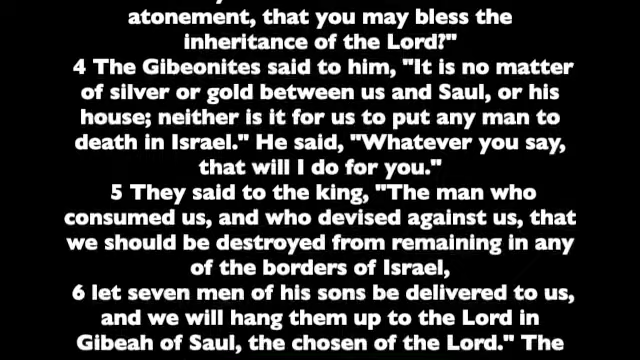 atonement, that you may bless the
inheritance of the Lord?"
4 The Gibeonites said to him, "It is no matter
of silver or gold between us and Saul, or his
house; neither is it for us to put any man to
death in Israel." He said, "Whatever you say,
that will I do for you."
5 They said to the king, "The man who
consumed us, and who devised against us, that
we should be destroyed from remaining in any
of the borders of Israel,
6 let seven men of his sons be delivered to us,
and we will hang them up to the Lord in
Gibeah of Saul, the chosen of the Lord." The